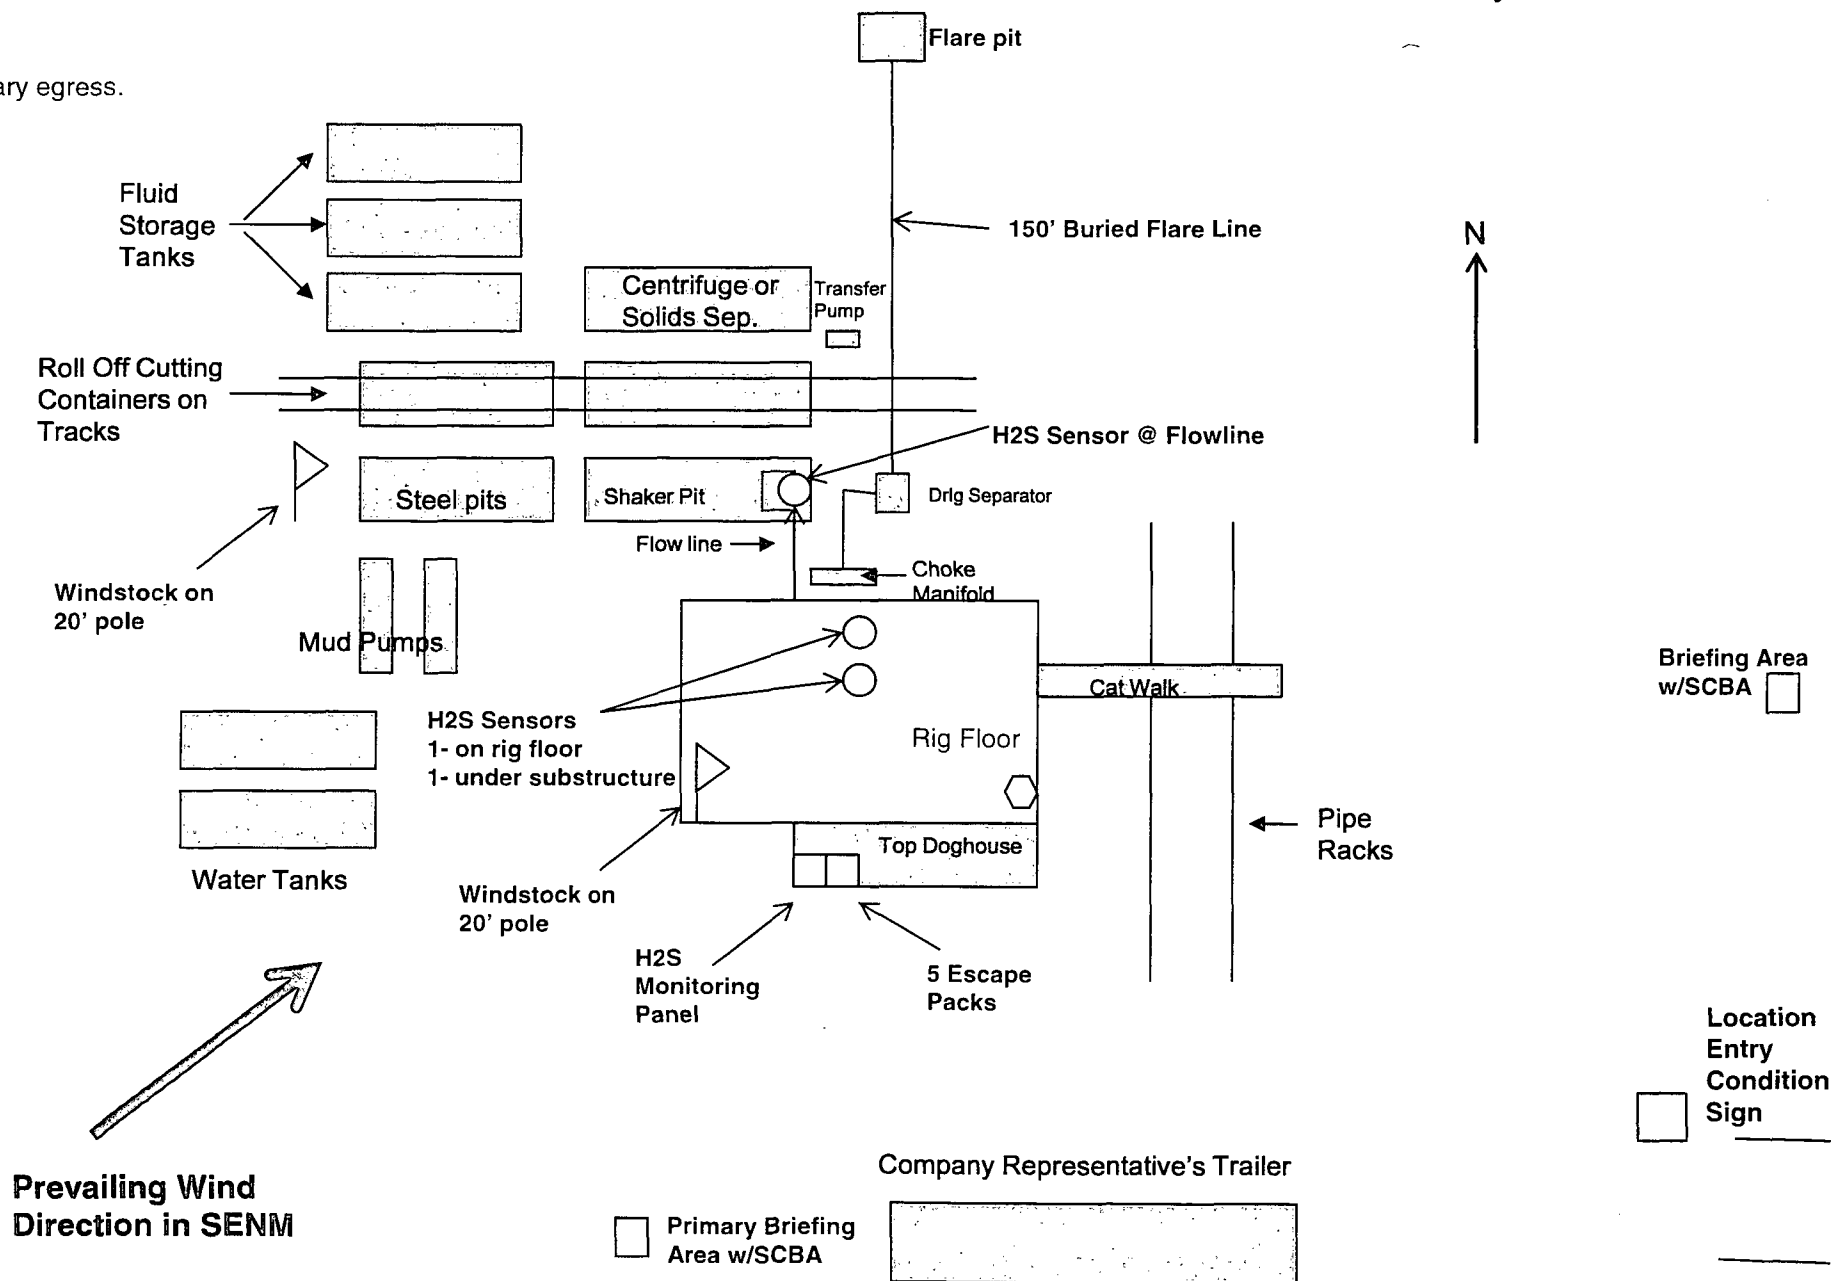 Flare pit
ary egress.
Fluid
Storage
Tanks
150' Buried Flare Line
N
Centrifuge or
Solids Sep.
Transfer
Pump
Roll Off Cutting
Containers on
Tracks
H2S Sensor @ Flowline
Steel pits
Shaker Pit
Drlg Separator
Flow line
Choke
Manifold
Windstock on
20' pole
Mud Pumps
Briefing Area
w/SCBA
Cat Walk
H2S Sensors
1- on rig floor
1- under substructure
Rig Floor
Pipe
Racks
Top Doghouse
Water Tanks
Windstock on
20' pole
H2S
Monitoring
Panel
5 Escape
Packs
Location
Entry
Condition
Sign
Prevailing Wind
Direction in SENM
Company Representative's Trailer
Primary Briefing
Area w/SCBA